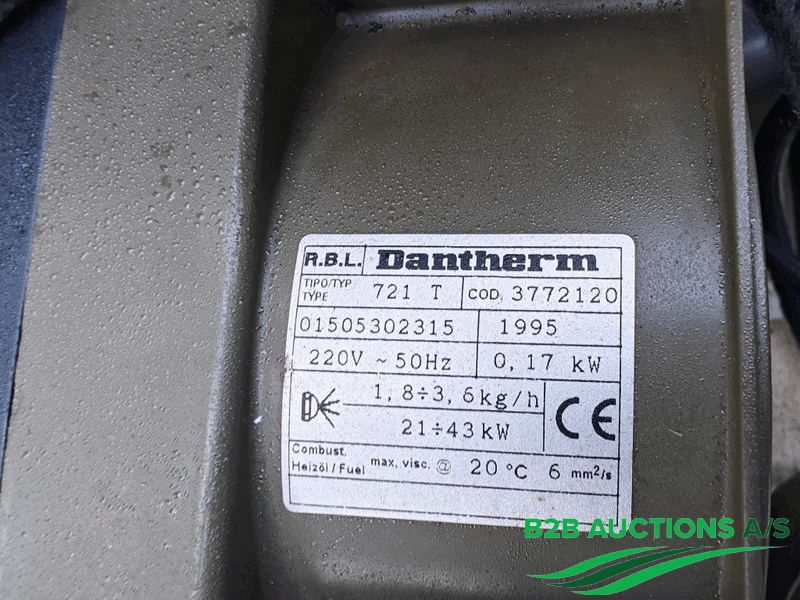 R.B.L. Dantherm
TIPO/TYP
TYPE 721 T COD. 3772120
01505302315 1995
220V ~ 50Hz 0,17 kW
1,8÷3,6kg/h
21÷43kW
CE
Combust.
Heizöl / Fuel max. visc. @ 20 °C 6 mm²/s
B2B AUCTIONS A/S